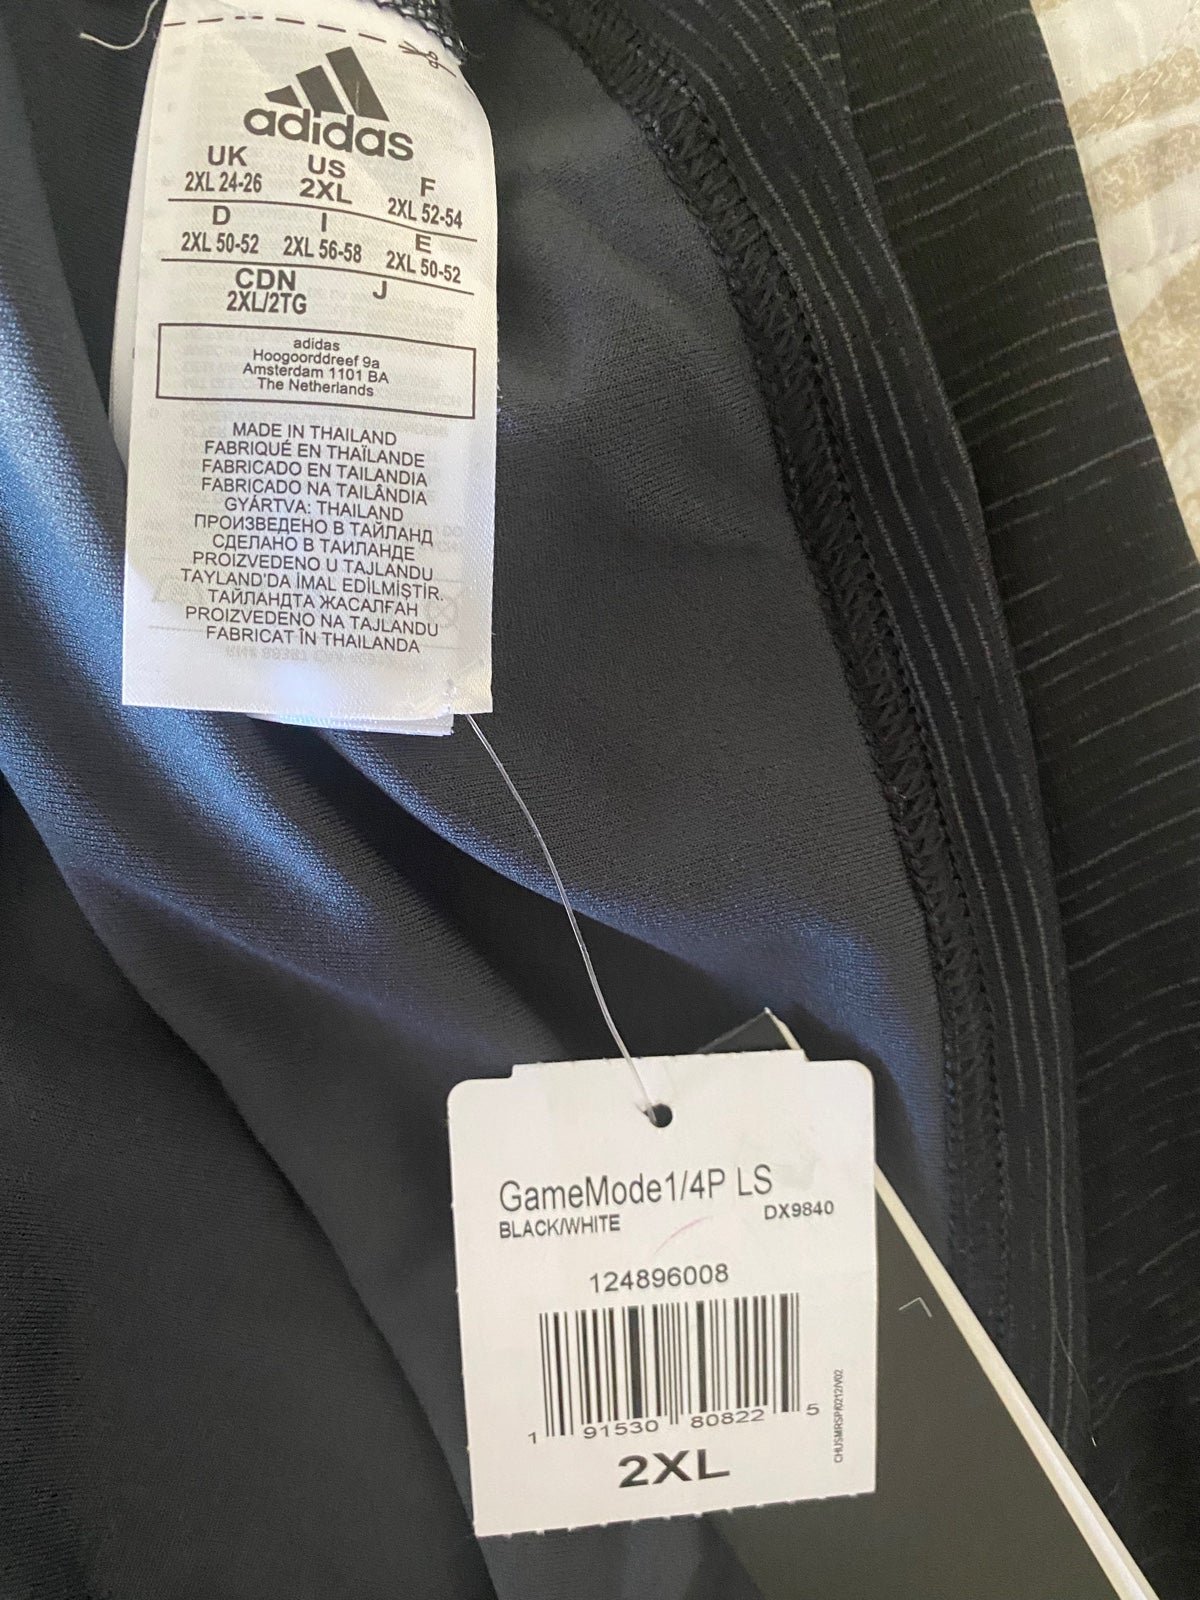 adidas
UK US F
2XL 24-26 2XL 2XL 52-54
D I E
2XL 50-52 2XL 56-58 2XL 50-52
CDN J
2XL/2TG
adidas
Hoogoorddreef 9a
Amsterdam 1101 BA
The Netherlands
MADE IN THAILAND
FABRIQUÉ EN THAÏLANDE
FABRICADO EN TAILANDIA
FABRICADO NA TAILÂNDIA
GYÁRTVA: THAILAND
ПРОИЗВЕДЕНО В ТАЙЛАНД
СДЕЛАНО В ТАИЛАНДЕ
PROIZVEDENO U TAJLANDU
TAYLAND'DA İMAL EDİLMİŞTİR.
ТАЙЛАНДТА ЖАСАЛҒАН
PROIZVEDENO NA TAJLANDU
FABRICAT ÎN THAILANDA
GameMode1/4P LS
BLACK/WHITE DX9840
124896008
1 91530 80822 5
2XL
CHUSMRSP/0212/V02